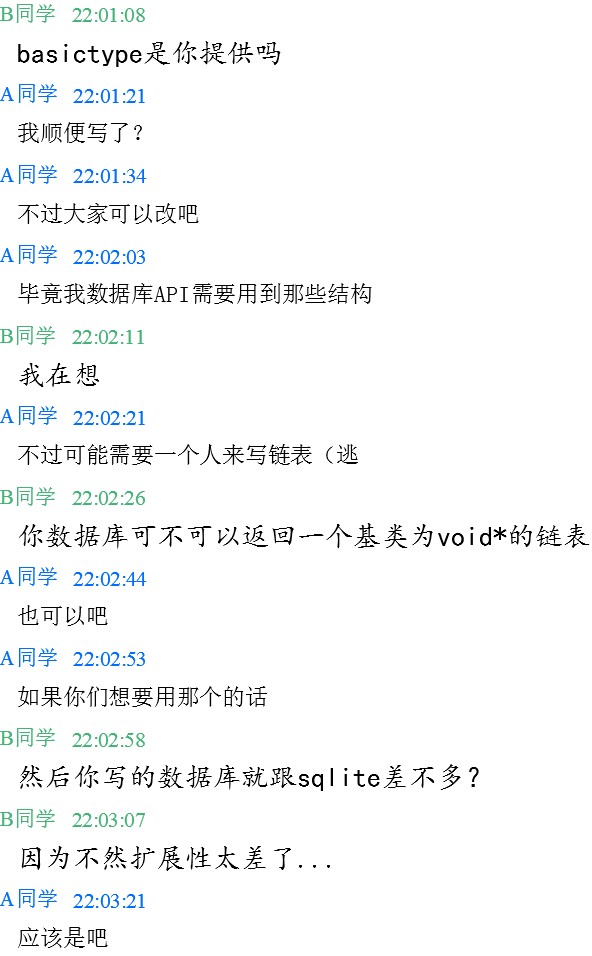 B同学 22:01:08
basictype是你提供吗
A同学 22:01:21
我顺便写了?
A同学 22:01:34
不过大家可以改吧
A同学 22:02:03
毕竟我数据库API需要用到那些结构
B同学 22:02:11
我在想
A同学 22:02:21
不过可能需要一个人来写链表（逃
B同学 22:02:26
你数据库可不可以返回一个基类为void*的链表
A同学 22:02:44
也可以吧
A同学 22:02:53
如果你们想要用那个的话
B同学 22:02:58
然后你写的数据库就跟sqlite差不多?
B同学 22:03:07
因为不然扩展性太差了...
A同学 22:03:21
应该是吧